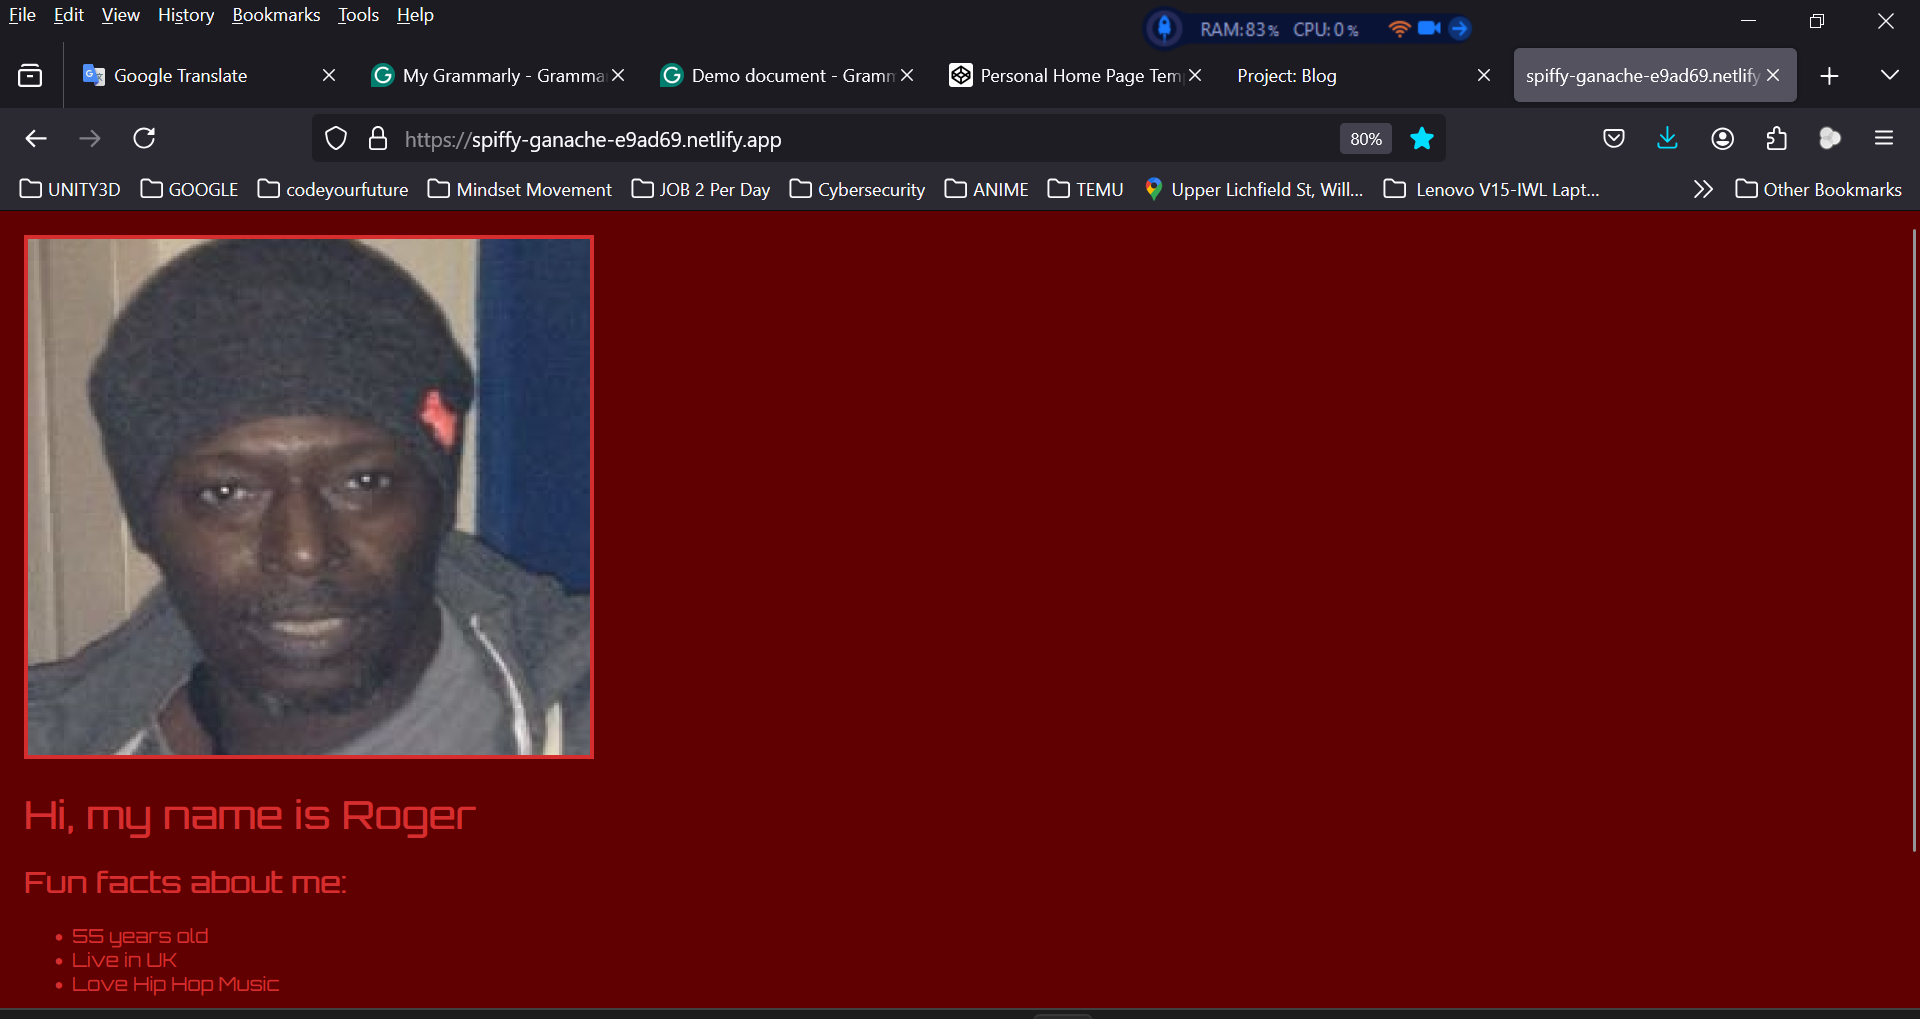 File Edit View History Bookmarks Tools Help
RAM:83% CPU:0%
Google Translate
My Grammarly - Gramma
Demo document - Gramm
Personal Home Page Tem
Project: Blog
spiffy-ganache-e9ad69.netlify
https://spiffy-ganache-e9ad69.netlify.app
80%
UNITY3D GOOGLE codeyourfuture Mindset Movement JOB 2 Per Day Cybersecurity ANIME TEMU Upper Lichfield St, Will... Lenovo V15-IWL Lapt... Other Bookmarks
Hi, my name is Roger
Fun facts about me:
• 55 years old
• Live in UK
• Love Hip Hop Music